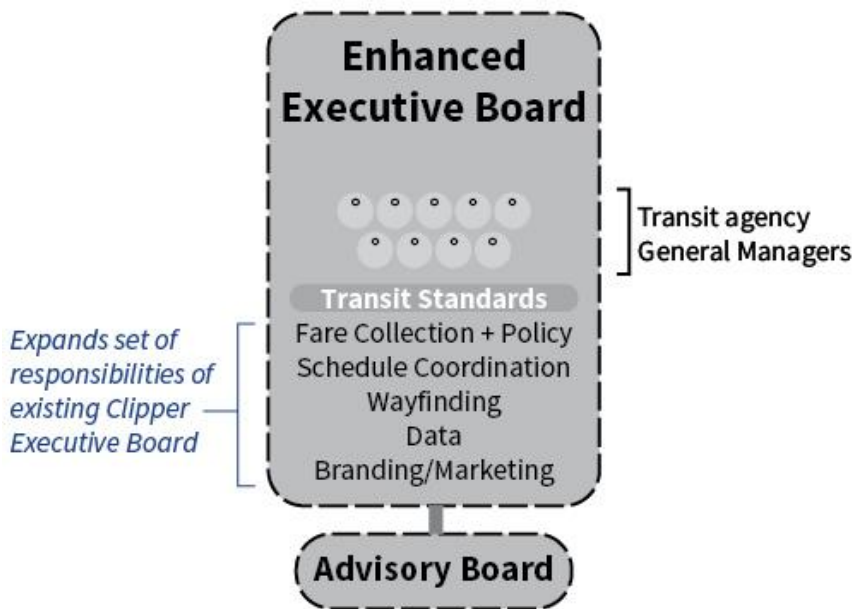 Enhanced
Executive Board
Transit agency
General Managers
Transit Standards
Fare Collection + Policy
Schedule Coordination
Wayfinding
Data
Branding/Marketing
Expands set of
responsibilities of
existing Clipper
Executive Board
Advisory Board